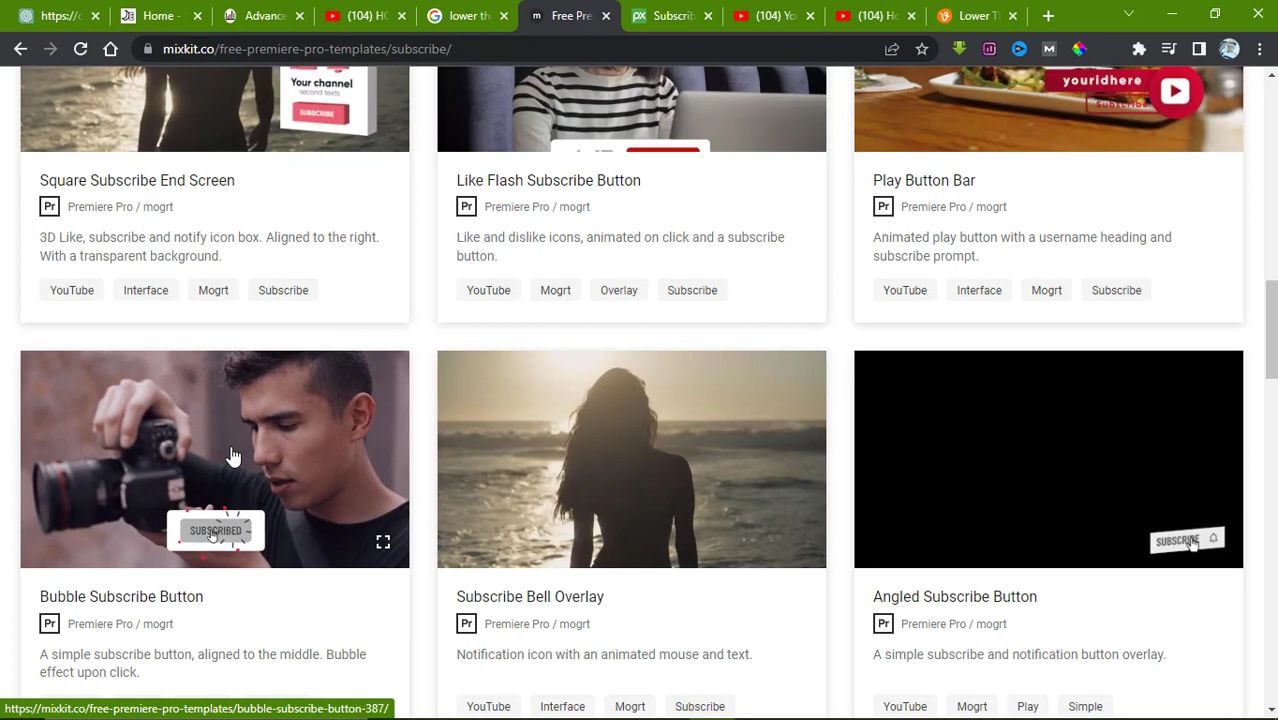 https://c
Home -
Advance
(104) HO
lower th
Free Pre
Subscrib
(104) Yo
(104) Ho
Lower Ti
mixkit.co/free-premiere-pro-templates/subscribe/
Your channel
second texts
SUBSCRIBE
youridhere
SUBSCRIBE
Square Subscribe End Screen
Pr Premiere Pro / mogrt
3D Like, subscribe and notify icon box. Aligned to the right.
With a transparent background.
YouTube Interface Mogrt Subscribe
Like Flash Subscribe Button
Pr Premiere Pro / mogrt
Like and dislike icons, animated on click and a subscribe
button.
YouTube Mogrt Overlay Subscribe
Play Button Bar
Pr Premiere Pro / mogrt
Animated play button with a username heading and
subscribe prompt.
YouTube Interface Mogrt Subscribe
SUBSCRIBED
SUBSCRIBE
Bubble Subscribe Button
Pr Premiere Pro / mogrt
A simple subscribe button, aligned to the middle. Bubble
effect upon click.
Subscribe Bell Overlay
Pr Premiere Pro / mogrt
Notification icon with an animated mouse and text.
YouTube Interface Mogrt Subscribe
Angled Subscribe Button
Pr Premiere Pro / mogrt
A simple subscribe and notification button overlay.
YouTube Mogrt Play Simple
https://mixkit.co/free-premiere-pro-templates/bubble-subscribe-button-387/